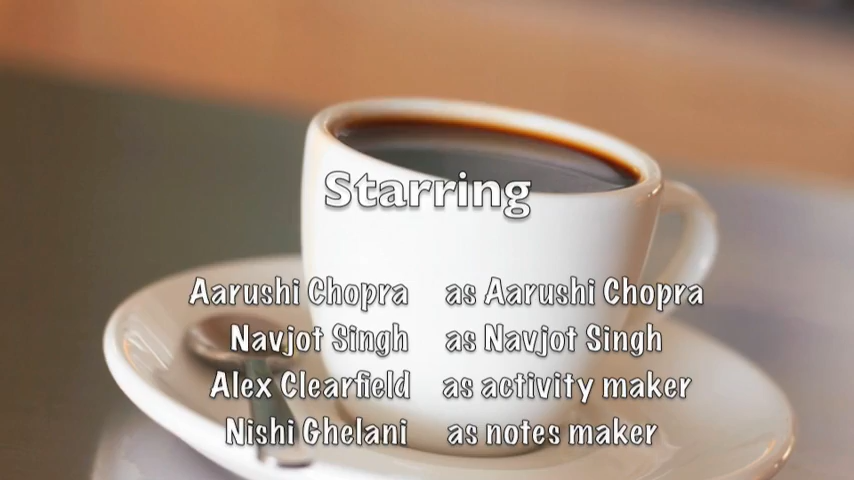 Starring
Aarushi Chopra as Aarushi Chopra
Navjot Singh as Navjot Singh
Alex Clearfield as activity maker
Nishi Ghelani as notes maker